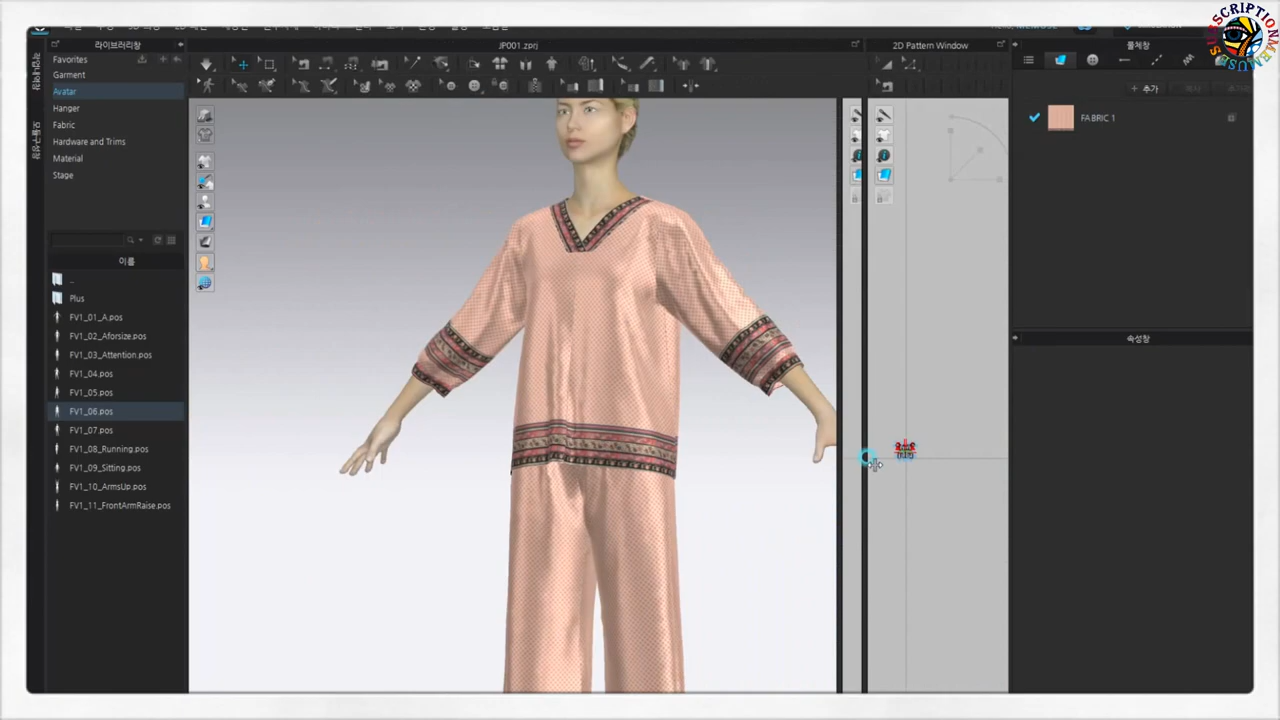 SUBSCRIPTIONMEMUSE
라이브러리창
JP001.zprj
2D Pattern Window
물체창
Favorites
Garment
Avatar
Hanger
Fabric
Hardware and Trims
Material
Stage
이름
..
Plus
FV1_01_A.pos
FV1_02_Aforsize.pos
FV1_03_Attention.pos
FV1_04.pos
FV1_05.pos
FV1_06.pos
FV1_07.pos
FV1_08_Running.pos
FV1_09_Sitting.pos
FV1_10_ArmsUp.pos
FV1_11_FrontArmRaise.pos
+ 추가
FABRIC 1
속성창